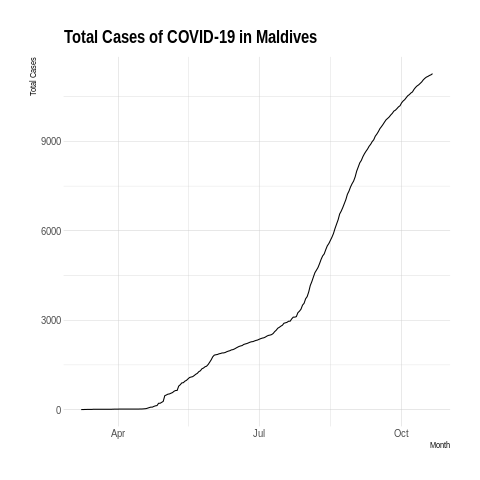 Total Cases of COVID-19 in Maldives
Total Cases
9000
6000
3000
0
Apr
Jul
Oct
Month